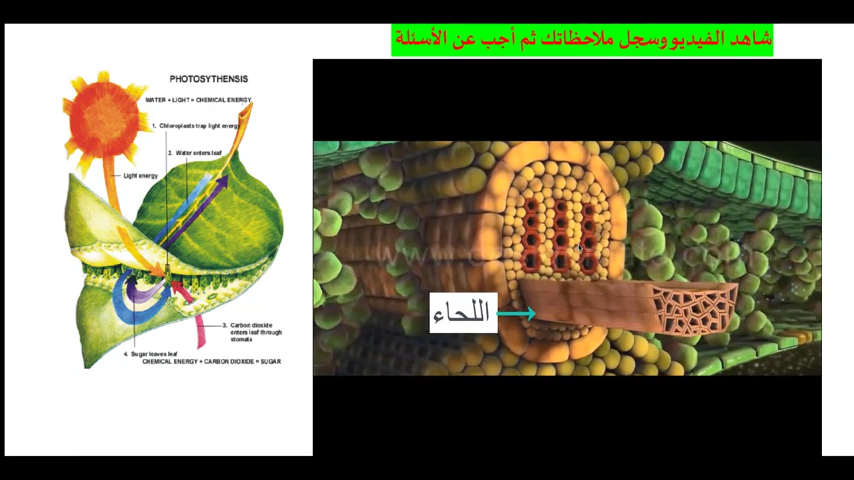 شاهد الفيديو وسجل ملاحظاتك ثم أجب عن الأسئلة
PHOTOSYTHENSIS
WATER + LIGHT = CHEMICAL ENERGY
1. Chloroplasts trap light energy
2. Water enters leaf
Light energy
3. Carbon dioxide
enters leaf through
stomata
4. Sugar leaves leaf
CHEMICAL ENERGY + CARBON DIOXIDE = SUGAR
اللحاء